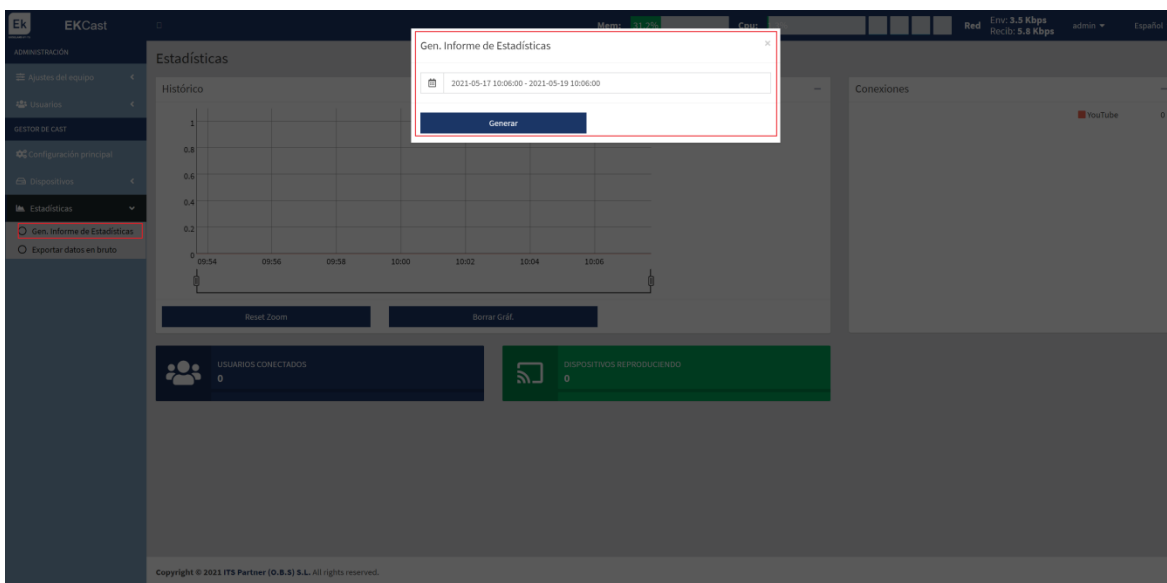 Ek
EKCast
Mem: 31.2%
Cpu:
Red
Env: 3.5 Kbps
Recib: 5.8 Kbps
admin
Español
ADMINISTRACIÓN
Ajustes del equipo
Usuarios
GESTOR DE CAST
Configuración principal
Dispositivos
Estadísticas
Gen. Informe de Estadísticas
Exportar datos en bruto
Estadísticas
Gen. Informe de Estadísticas
×
2021-05-17 10:06:00 - 2021-05-19 10:06:00
Generar
Histórico
1
0.8
0.6
0.4
0.2
0
09:54 09:56 09:58 10:00 10:02 10:04 10:06
Reset Zoom
Borrar Gráf.
Conexiones
YouTube 0
USUARIOS CONECTADOS
0
DISPOSITIVOS REPRODUCIENDO
0
Copyright © 2021 ITS Partner (O.B.S) S.L. All rights reserved.